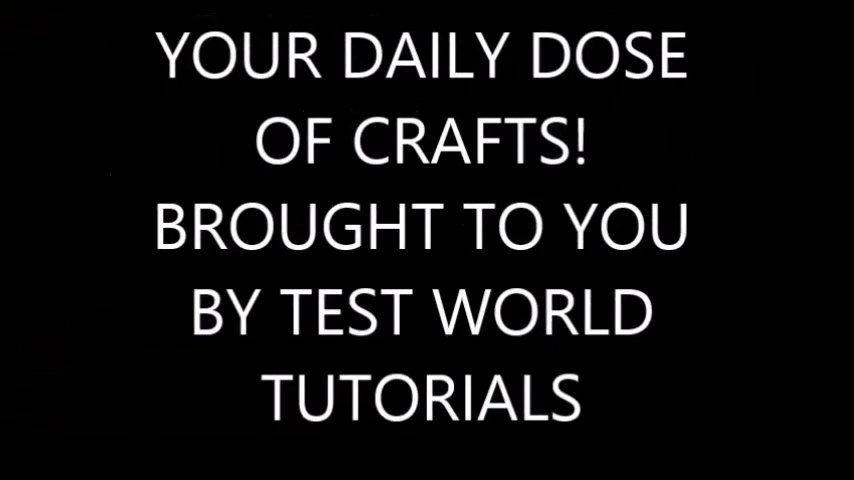 YOUR DAILY DOSE
OF CRAFTS!
BROUGHT TO YOU
BY TEST WORLD
TUTORIALS